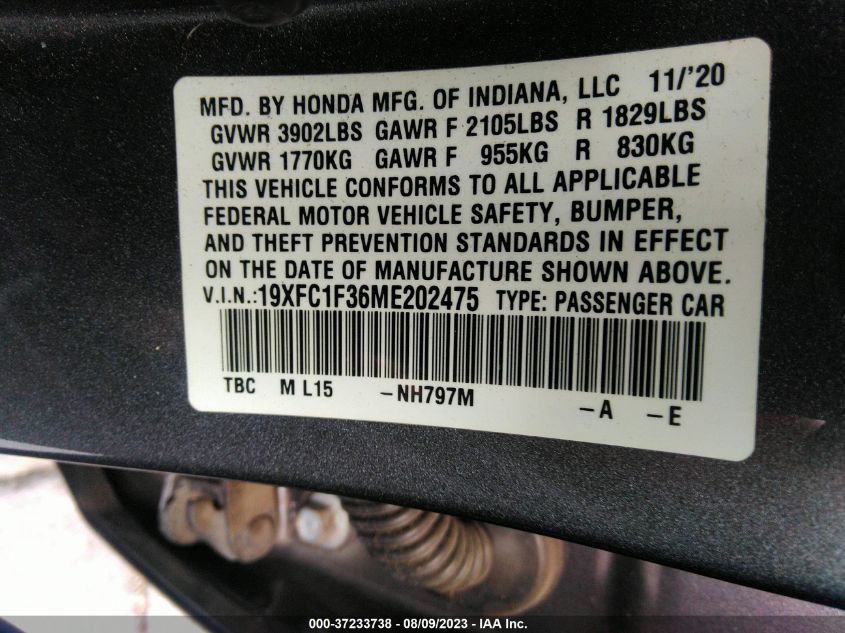 MFD. BY HONDA MFG. OF INDIANA, LLC 11/'20
GVWR 3902LBS GAWR F 2105LBS R 1829LBS
GVWR 1770KG GAWR F 955KG R 830KG
THIS VEHICLE CONFORMS TO ALL APPLICABLE
FEDERAL MOTOR VEHICLE SAFETY, BUMPER,
AND THEFT PREVENTION STANDARDS IN EFFECT
ON THE DATE OF MANUFACTURE SHOWN ABOVE.
V.I.N.:19XFC1F36ME202475 TYPE: PASSENGER CAR
TBC M L15 -NH797M -A -E
000-37233738 - 08/09/2023 - IAA Inc.